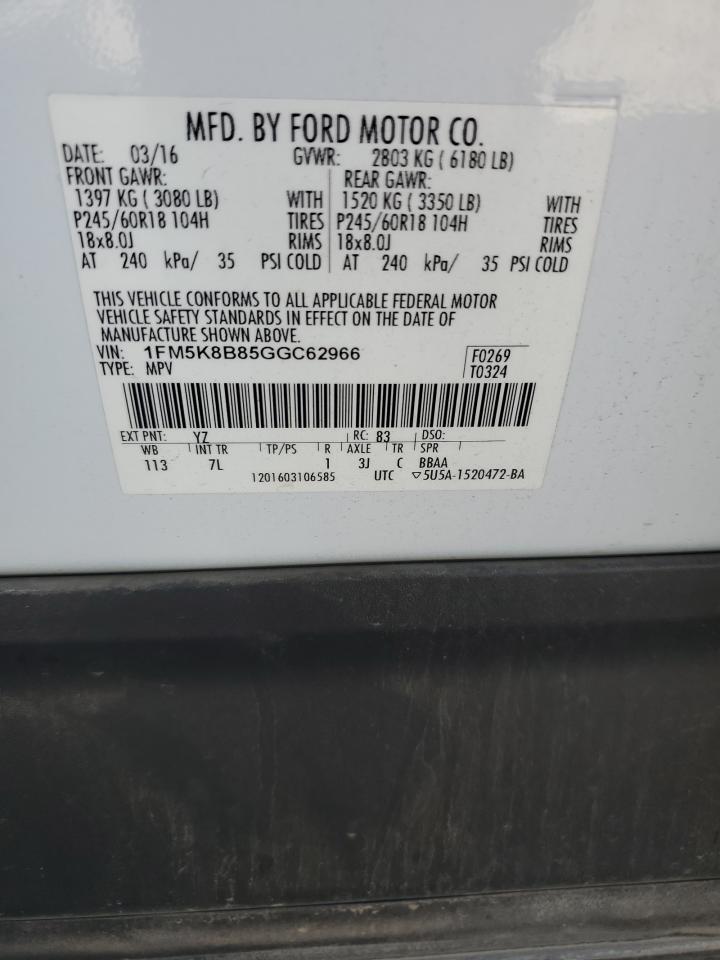 MFD. BY FORD MOTOR CO.
DATE: 03/16 GVWR: 2803 KG ( 6180 LB)
FRONT GAWR: REAR GAWR:
1397 KG ( 3080 LB) WITH 1520 KG ( 3350 LB) WITH
P245/60R18 104H TIRES P245/60R18 104H TIRES
18x8.0J RIMS 18x8.0J RIMS
AT 240 kPa/ 35 PSI COLD AT 240 kPa/ 35 PSI COLD
THIS VEHICLE CONFORMS TO ALL APPLICABLE FEDERAL MOTOR
VEHICLE SAFETY STANDARDS IN EFFECT ON THE DATE OF
MANUFACTURE SHOWN ABOVE.
VIN: 1FM5K8B85GGC62966 F0269
TYPE: MPV T0324
EXT PNT: YZ RC: 83 DSO:
WB INT TR TP/PS R AXLE TR SPR
113 7L 1 3J C BBAA
1201603106585 UTC ▽5U5A-1520472-BA